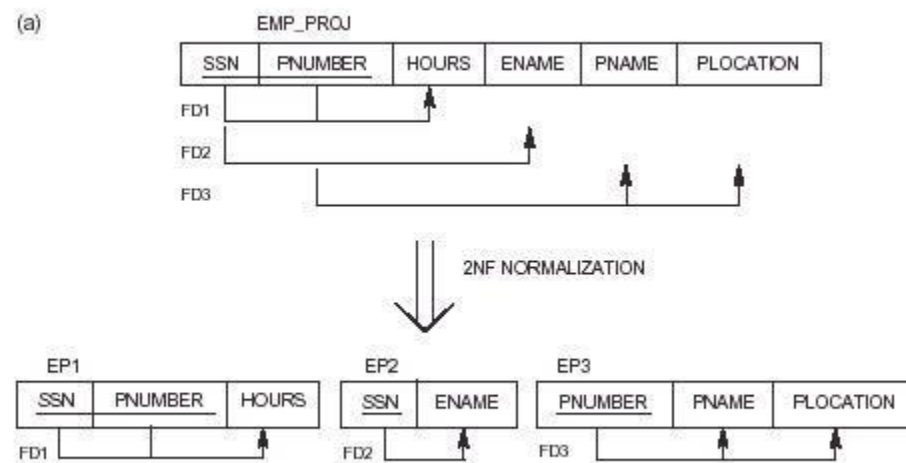 (a)
EMP_PROJ
SSN PNUMBER HOURS ENAME PNAME PLOCATION
FD1
FD2
FD3
2NF NORMALIZATION
EP1 EP2 EP3
SSN PNUMBER HOURS SSN ENAME PNUMBER PNAME PLOCATION
FD1 FD2 FD3